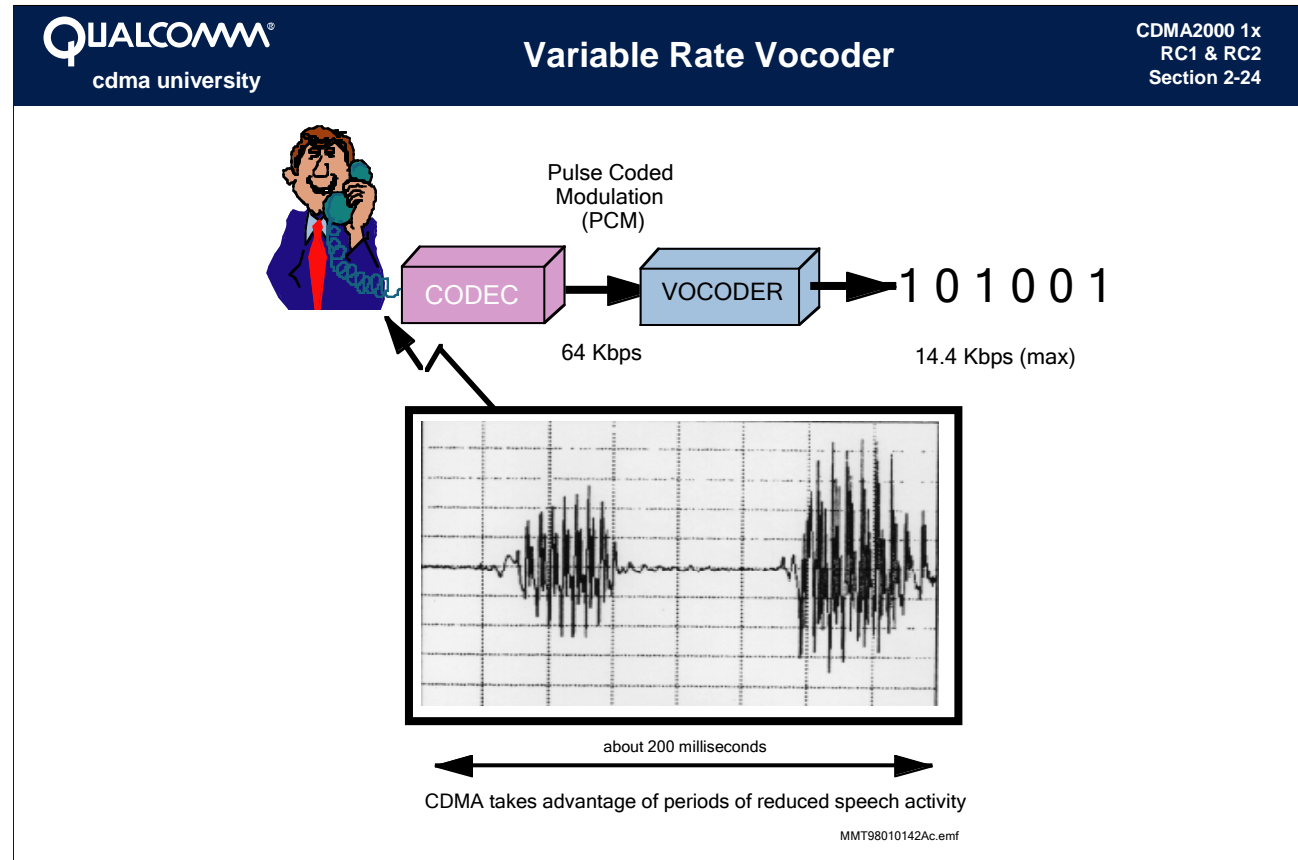 QUALCOMM®
cdma university
Variable Rate Vocoder
CDMA2000 1x
RC1 & RC2
Section 2-24
Pulse Coded
Modulation
(PCM)
CODEC
VOCODER
1 0 1 0 0 1
64 Kbps
14.4 Kbps (max)
about 200 milliseconds
CDMA takes advantage of periods of reduced speech activity
MMT98010142Ac.emf